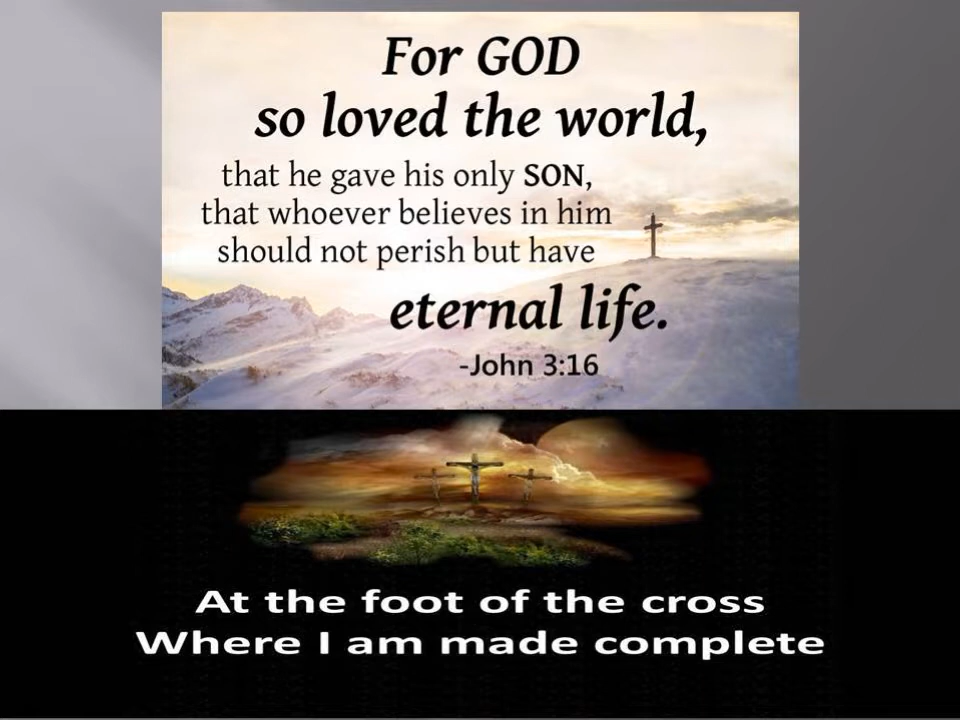 For GOD
so loved the world,
that he gave his only SON,
that whoever believes in him
should not perish but have
eternal life.
-John 3:16
At the foot of the cross
Where I am made complete